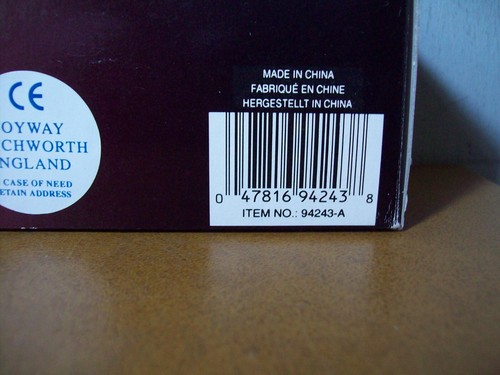 CE
OYWAY
CHWORTH
NGLAND
CASE OF NEED
ETAIN ADDRESS
MADE IN CHINA
FABRIQUÉ EN CHINE
HERGESTELLT IN CHINA
0 47816 94243 8
ITEM NO.: 94243-A